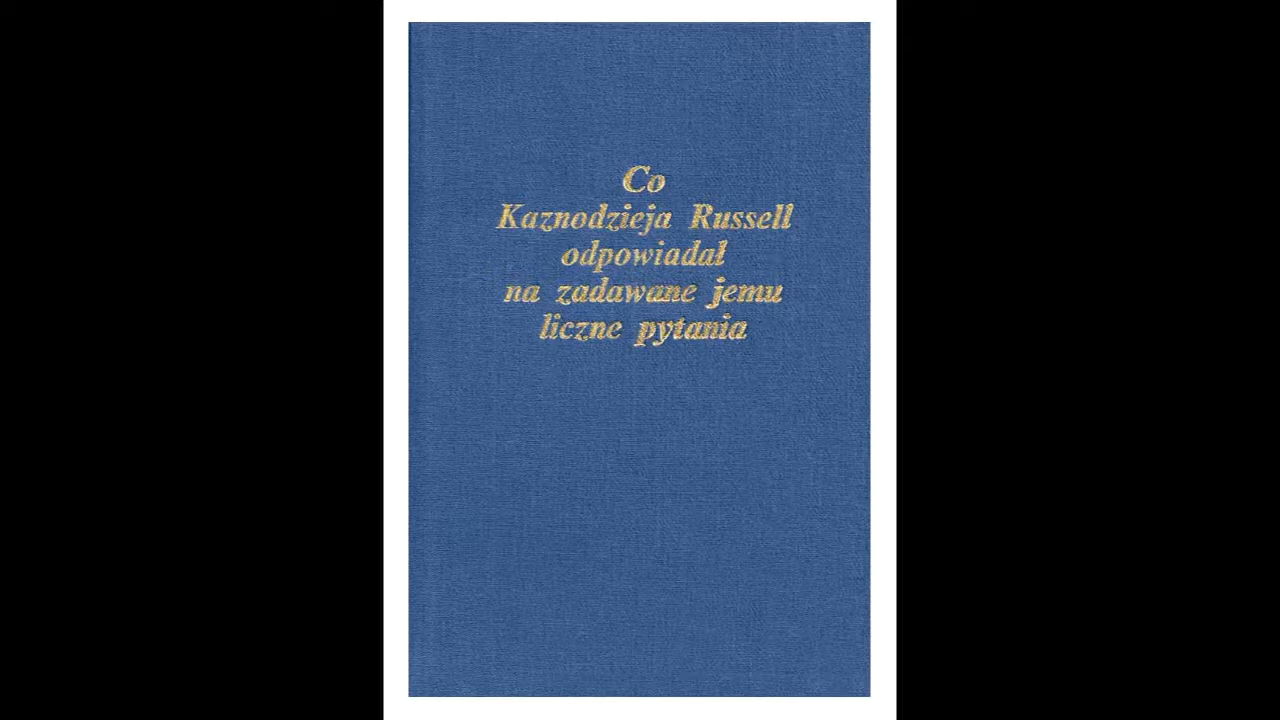 Co
Kaznodzieja Russell
odpowiadał
na zadawane jemu
liczne pytania